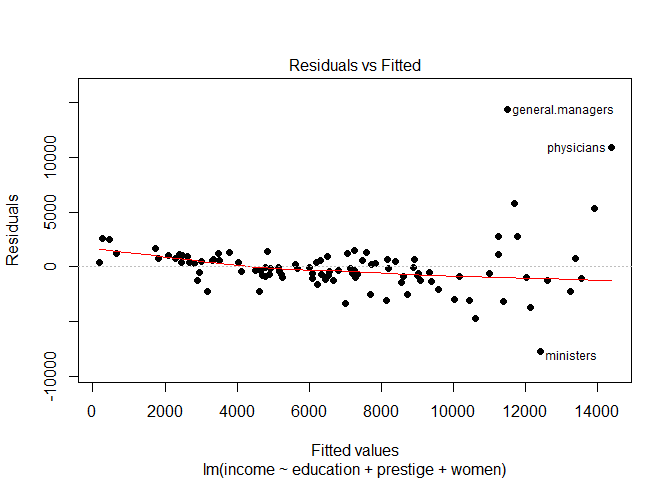 Residuals vs Fitted
Residuals
10000
5000
0
-10000
general.managers
physicians
ministers
0 2000 4000 6000 8000 10000 12000 14000
Fitted values
lm(income ~ education + prestige + women)